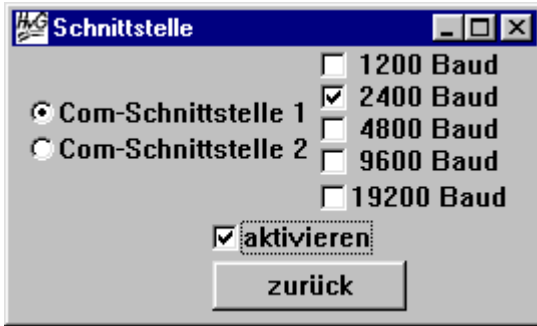 HvG Schnittstelle
1200 Baud
2400 Baud
Com-Schnittstelle 1
4800 Baud
Com-Schnittstelle 2
9600 Baud
19200 Baud
aktivieren
zurück